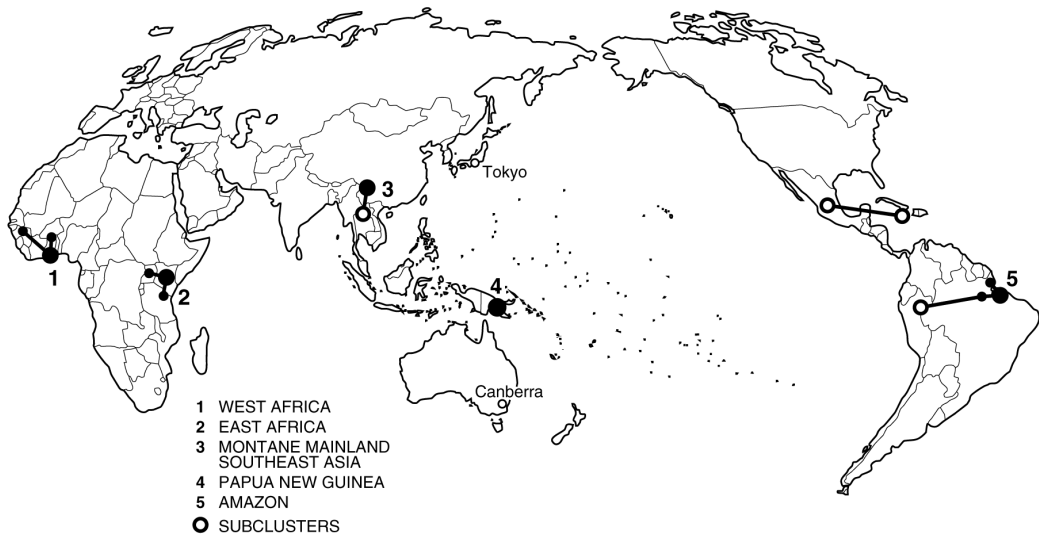 3
Tokyo
1
2
4
5
Canberra
1 WEST AFRICA
2 EAST AFRICA
3 MONTANE MAINLAND
SOUTHEAST ASIA
4 PAPUA NEW GUINEA
5 AMAZON
SUBCLUSTERS